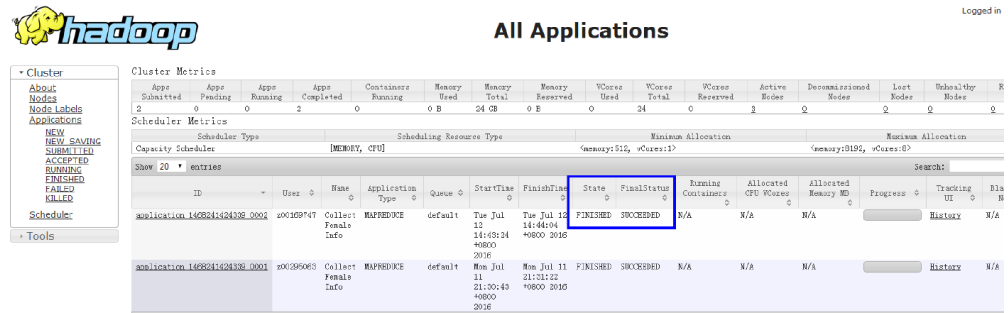 hadoop
All Applications
Logged in
Cluster
About
Nodes
Node Labels
Applications
NEW
NEW_SAVING
SUBMITTED
ACCEPTED
RUNNING
FINISHED
FAILED
KILLED
Scheduler
Tools
Cluster Metrics
Apps Submitted Apps Pending Apps Running Apps Completed Containers Running Memory Used Memory Total Memory Reserved VCores Used VCores Total VCores Reserved Active Nodes Decommissioned Nodes Lost Nodes Unhealthy Nodes R
2 0 0 2 0 0 B 24 GB 0 B 0 24 0 3 0 0 0 0
Scheduler Metrics
Scheduler Type Scheduling Resource Type Minimum Allocation Maximum Allocation
Capacity Scheduler [MEMORY, CPU] <memory:512, vCores:1> <memory:8192, vCores:8>
Show 20 entries Search:
ID User Name Application Type Queue StartTime FinishTime State FinalStatus Running Containers Allocated CPU VCores Allocated Memory MB Progress Tracking UI Bla N
application_1468241424339_0002 z00169747 Collect Female Info MAPREDUCE default Tue Jul 12 14:43:24 +0800 2016 Tue Jul 12 14:44:04 +0800 2016 FINISHED SUCCEEDED N/A N/A N/A History N/A
application_1468241424339_0001 z00295063 Collect Female Info MAPREDUCE default Mon Jul 11 21:30:43 +0800 2016 Mon Jul 11 21:31:22 +0800 2016 FINISHED SUCCEEDED N/A N/A N/A History N/A